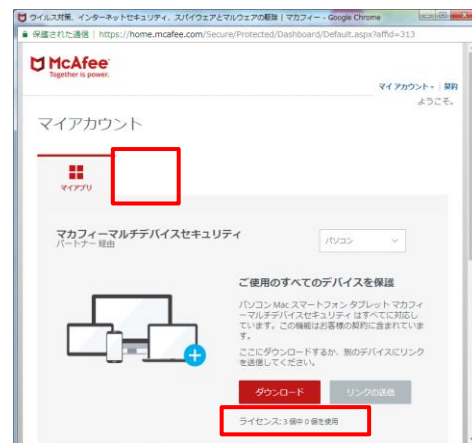 ウイルス対策、インターネットセキュリティ、スパイウェアとマルウェアの駆除 | マカフィー - Google Chrome
保護された通信 | https://home.mcafee.com/Secure/Protected/Dashboard/Default.aspx?affid=313
McAfee
Together is power.
マイ アカウント | 契約
ようこそ。
マイアカウント
マイアプリ
マカフィーマルチデバイスセキュリティ
パートナー 経由
パソコン
ご使用のすべてのデバイスを保護
パソコン Mac スマートフォン タブレット マカフィ
ーマルチデバイスセキュリティ はすべてに対応し
ています。この機能はお客様の契約に含まれていま
す。
ここにダウンロードするか、別のデバイスにリンク
を送信してください。
ダウンロード
リンクの送信
ライセンス: 3 個中 0 個を使用